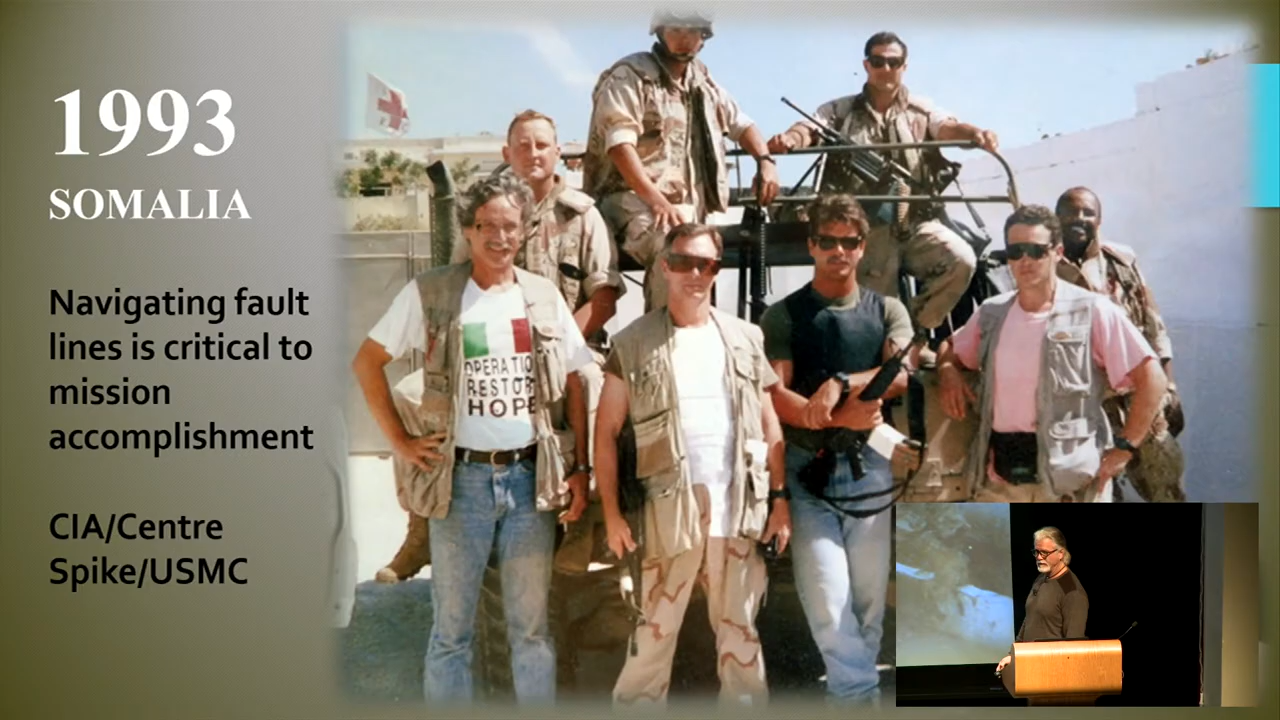 1993
SOMALIA
Navigating fault
lines is critical to
mission
accomplishment
CIA/Centre
Spike/USMC
OPERATIO
RESTOR
HOPE